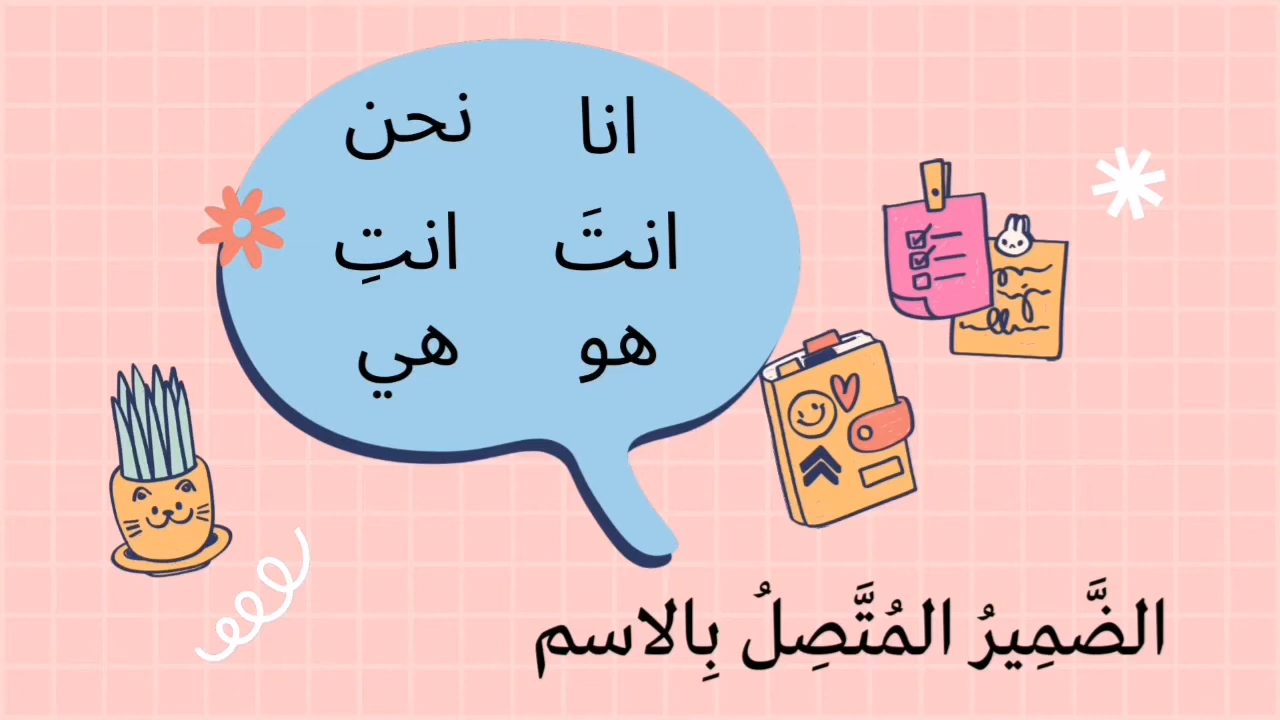 انا نحن
انتَ انتِ
هو هي
الضَّمِيرُ المُتَّصِلُ بِالاسم